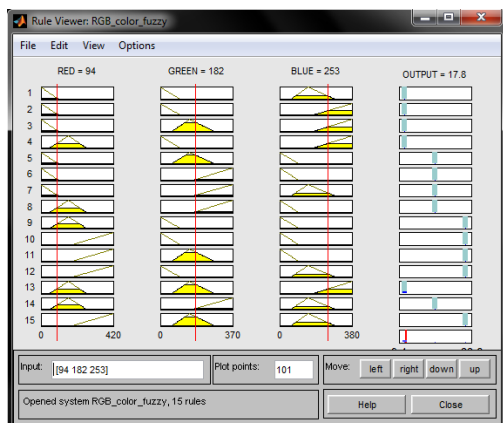 Rule Viewer: RGB_color_fuzzy
File Edit View Options
RED = 94 GREEN = 182 BLUE = 253 OUTPUT = 17.8
1
2
3
4
5
6
7
8
9
10
11
12
13
14
15
0 420 0 370 0 380
Input: [94 182 253] Plot points: 101 Move: left right down up
Opened system RGB_color_fuzzy, 15 rules Help Close